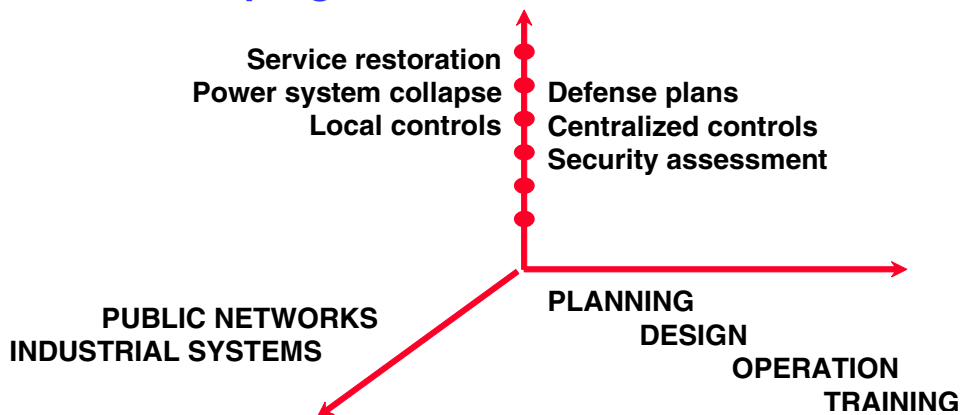 Service restoration
Power system collapse
Local controls
Defense plans
Centralized controls
Security assessment
PUBLIC NETWORKS
INDUSTRIAL SYSTEMS
PLANNING
DESIGN
OPERATION
TRAINING